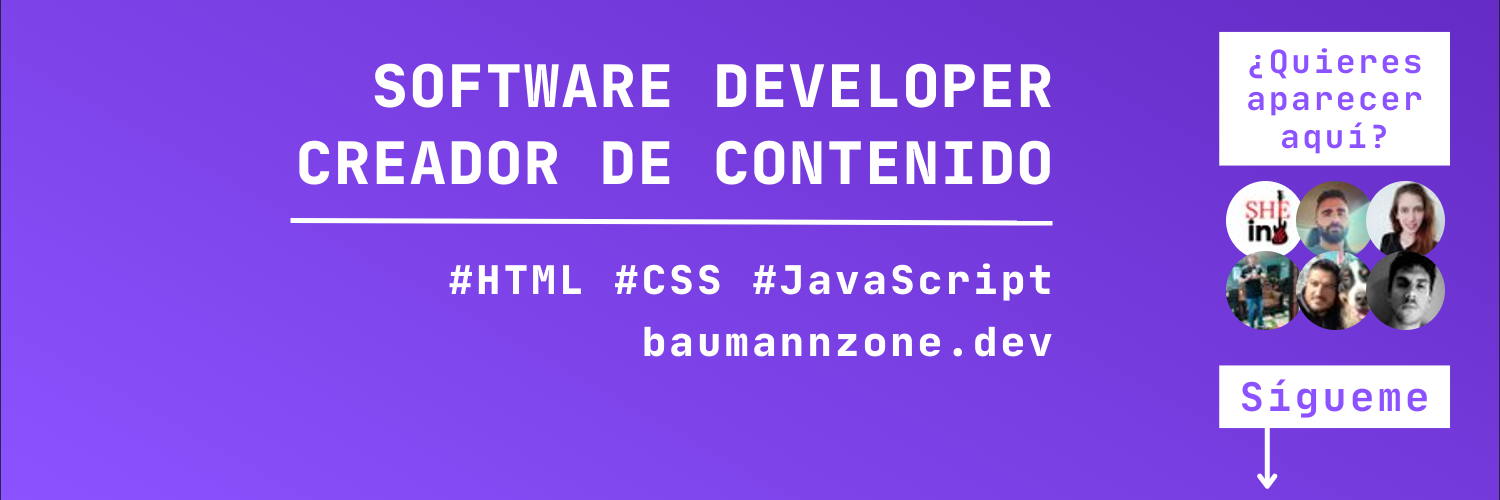 SOFTWARE DEVELOPER
CREADOR DE CONTENIDO
#HTML #CSS #JavaScript
baumannzone.dev
¿Quieres
aparecer
aquí?
SHE
in
Sígueme